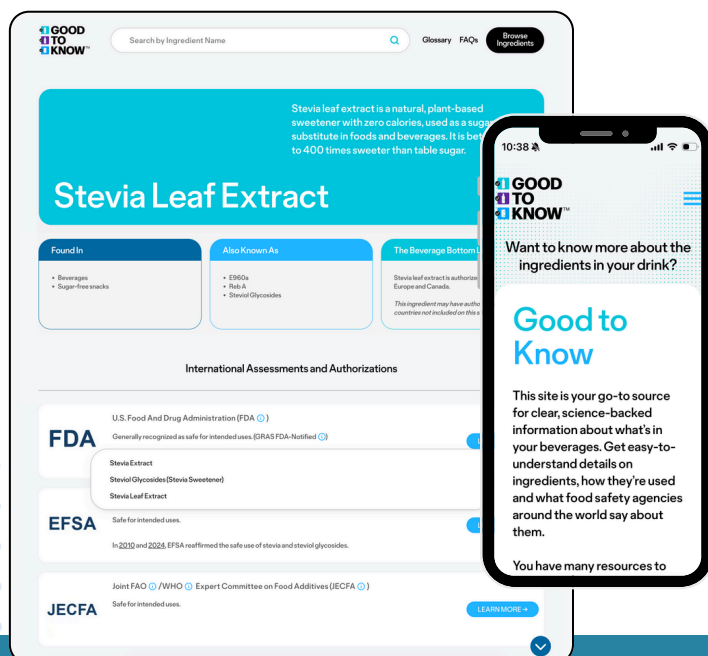 GOOD
TO
KNOW™
Search by Ingredient Name
Glossary FAQs
Browse
Ingredients
Stevia leaf extract is a natural, plant-based
sweetener with zero calories, used as a sugar
substitute in foods and beverages. It is
to 400 times sweeter than table sugar.
Stevia Leaf Extract
Found In
• Beverages
• Sugar-free snacks
Also Known As
• E960a
• Reb A
• Steviol Glycosides
The Beverage Bottom
Stevia leaf extract is
Europe and Canada.
This ingredient may have
countries not included on this
International Assessments and Authorizations
FDA
U.S. Food And Drug Administration (FDA ⓘ)
Generally recognized as safe for intended uses. (GRAS FDA-Notified ⓘ)
Stevia Extract
Steviol Glycosides (Stevia Sweetener)
Stevia Leaf Extract
EFSA
Safe for intended uses.
In 2010 and 2024, EFSA reaffirmed the safe use of stevia and steviol glycosides.
JECFA
Joint FAO ⓘ /WHO ⓘ Expert Committee on Food Additives (JECFA ⓘ)
Safe for intended uses.
LEARN MORE →
10:38
GOOD
TO
KNOW™
Want to know more about the
ingredients in your drink?
Good to
Know
This site is your go-to source
for clear, science-backed
information about what's in
your beverages. Get easy-to-
understand details on
ingredients, how they're used
and what food safety agencies
around the world say about
them.
You have many resources to